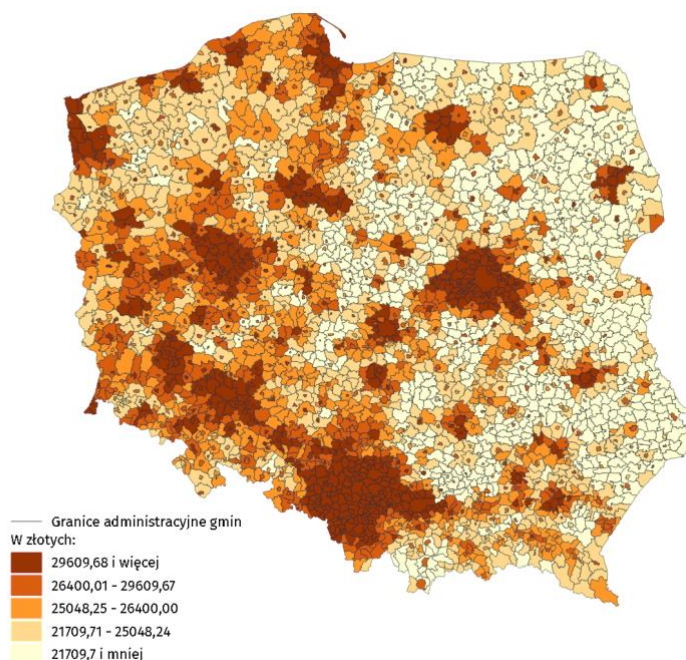 Granice administracyjne gmin
W złotych:
29609,68 i więcej
26400,01 - 29609,67
25048,25 - 26400,00
21709,71 - 25048,24
21709,7 i mniej